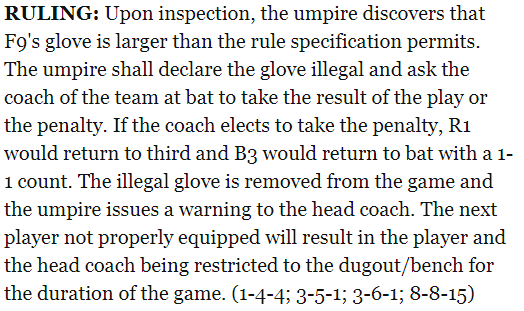 RULING: Upon inspection, the umpire discovers that
F9's glove is larger than the rule specification permits.
The umpire shall declare the glove illegal and ask the
coach of the team at bat to take the result of the play or
the penalty. If the coach elects to take the penalty, R1
would return to third and B3 would return to bat with a 1-
1 count. The illegal glove is removed from the game and
the umpire issues a warning to the head coach. The next
player not properly equipped will result in the player and
the head coach being restricted to the dugout/bench for
the duration of the game. (1-4-4; 3-5-1; 3-6-1; 8-8-15)